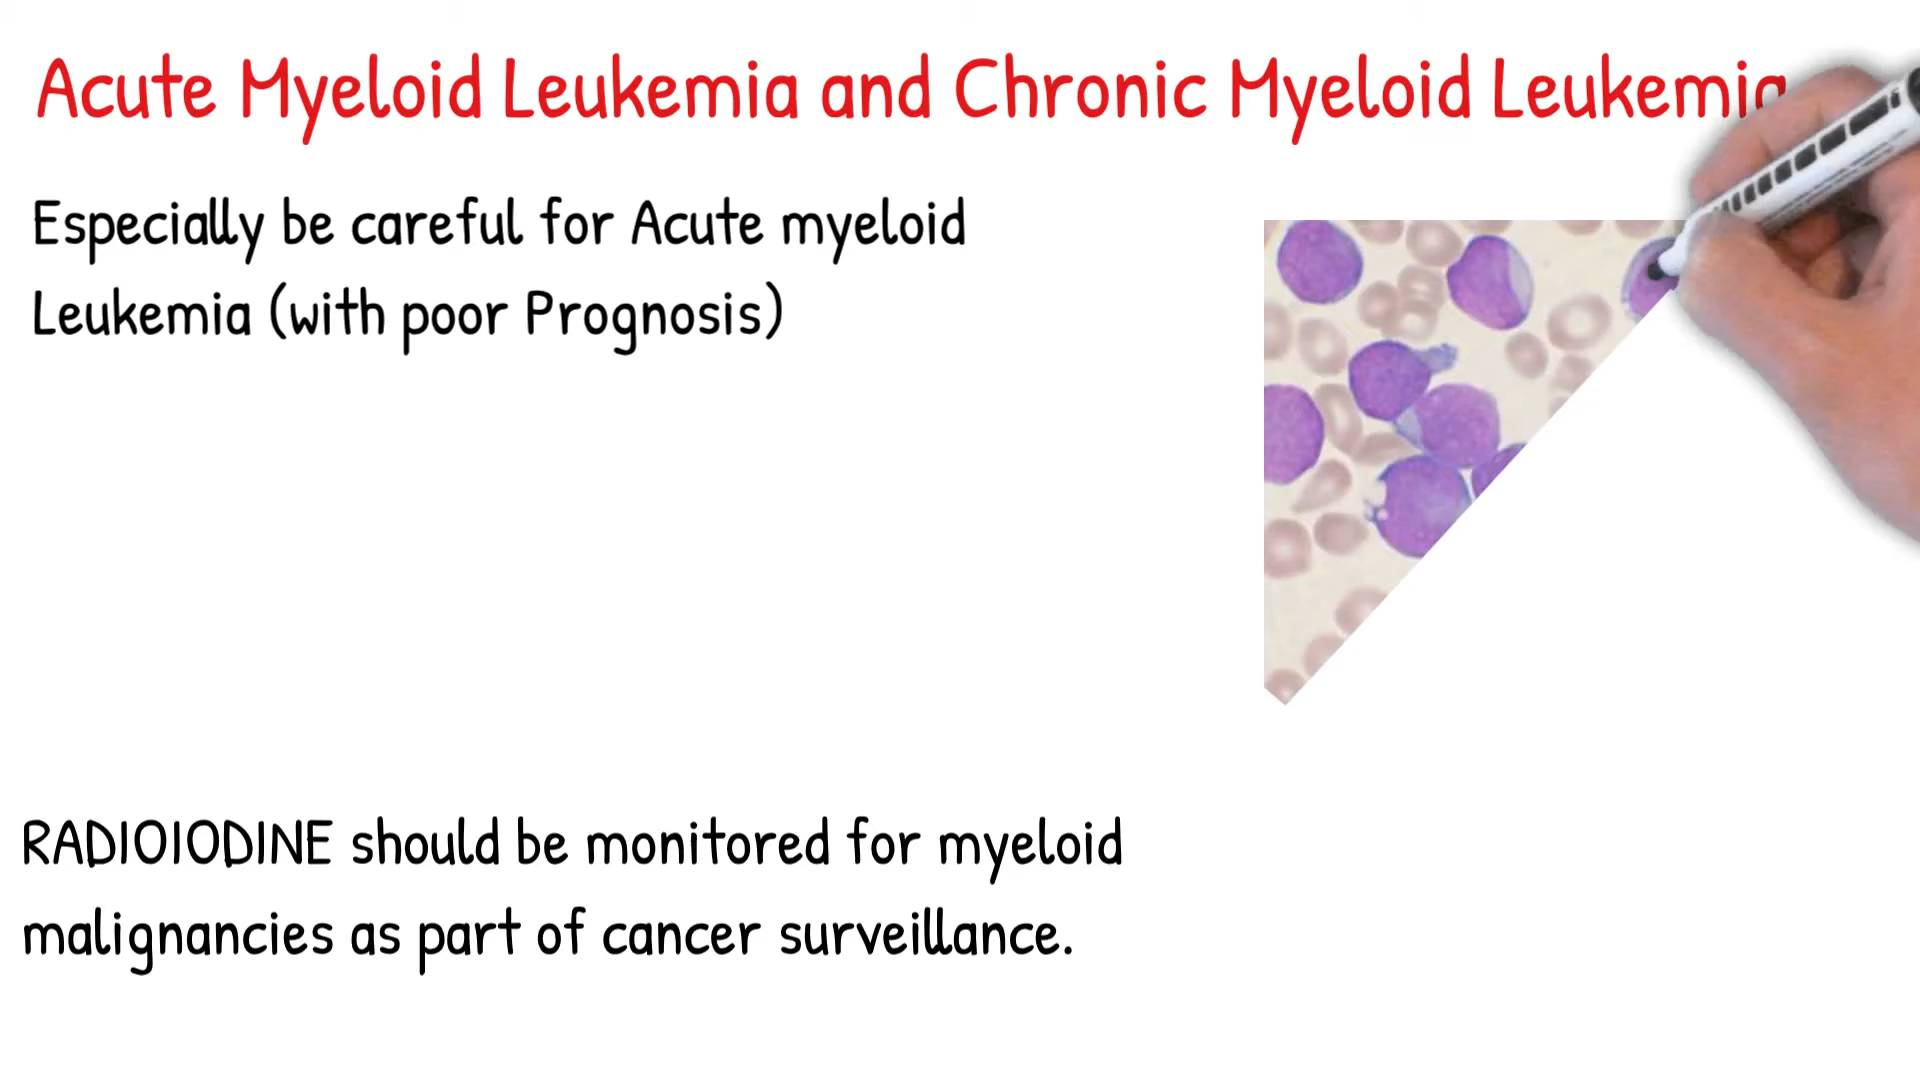 Acute Myeloid Leukemia and Chronic Myeloid Leukemia
Especially be careful for Acute myeloid
Leukemia (with poor Prognosis)
RADIOIODINE should be monitored for myeloid
malignancies as part of cancer surveillance.